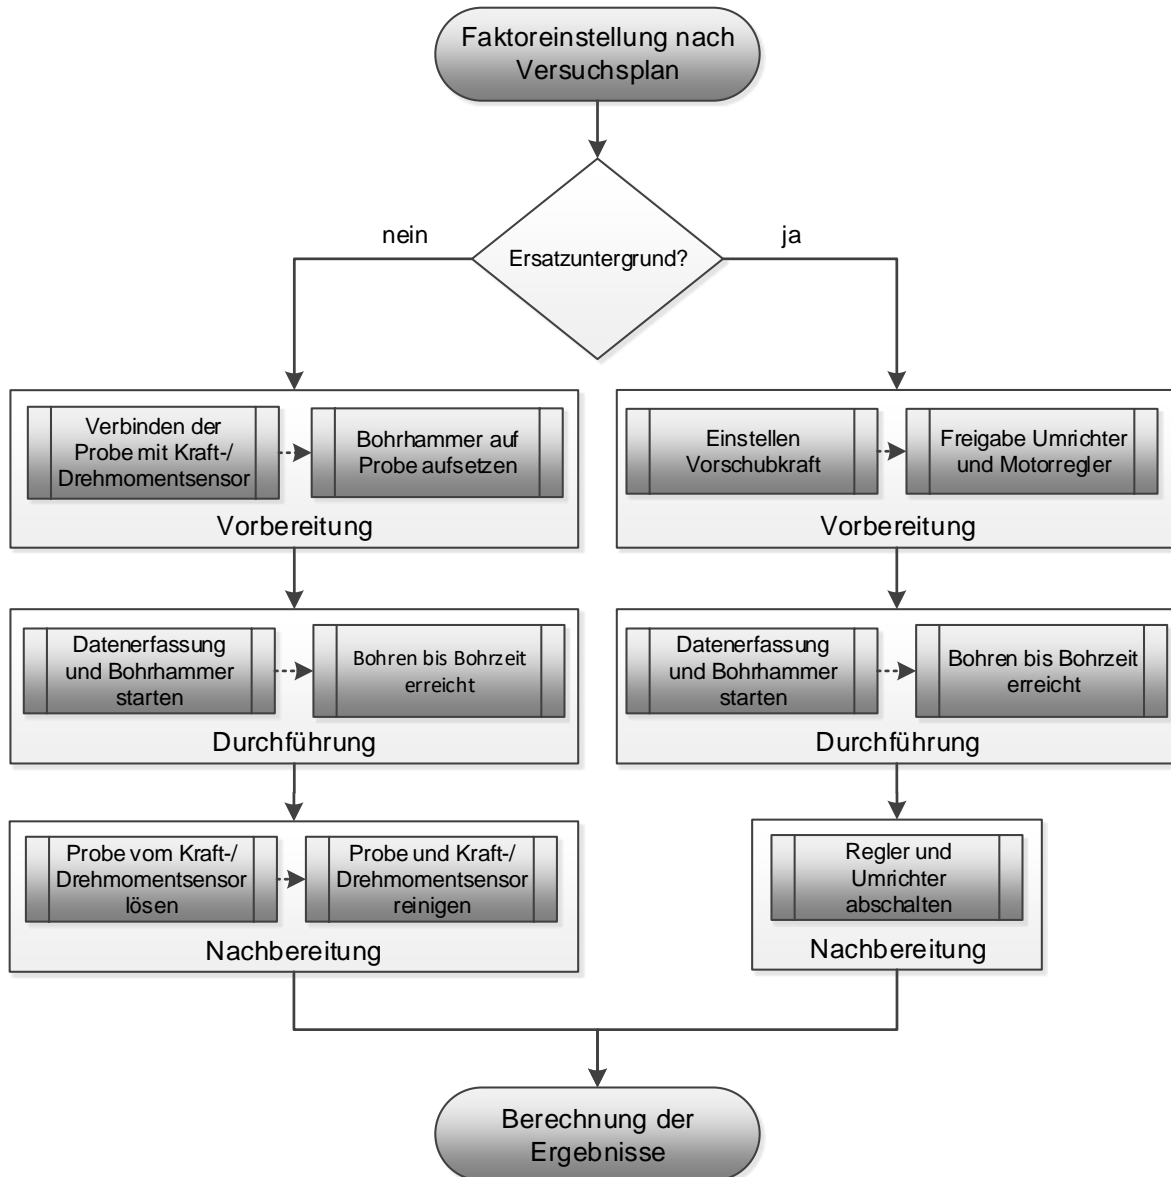 Faktoreinstellung nach
Versuchsplan
nein
ja
Ersatzuntergrund?
Verbinden der
Probe mit Kraft-/
Drehmomentsensor
Bohrhammer auf
Probe aufsetzen
Vorbereitung
Einstellen
Vorschubkraft
Freigabe Umrichter
und Motorregler
Vorbereitung
Datenerfassung
und Bohrhammer
starten
Bohren bis Bohrzeit
erreicht
Durchführung
Datenerfassung
und Bohrhammer
starten
Bohren bis Bohrzeit
erreicht
Durchführung
Probe vom Kraft-/
Drehmomentsensor
lösen
Probe und Kraft-/
Drehmomentsensor
reinigen
Nachbereitung
Regler und
Umrichter
abschalten
Nachbereitung
Berechnung der
Ergebnisse